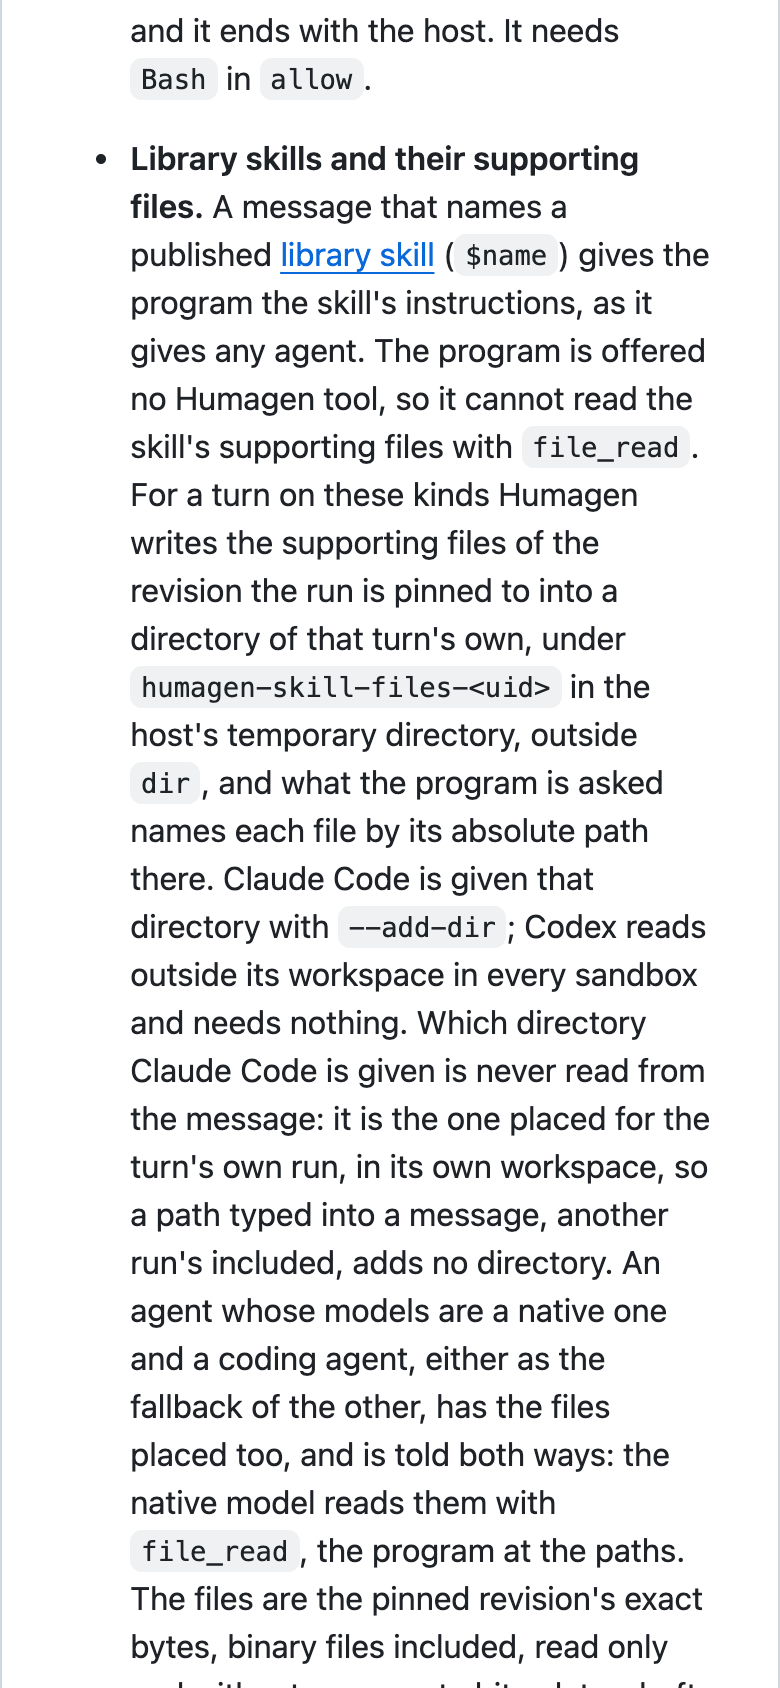 and it ends with the host. It needs
Bash in allow.
• Library skills and their supporting
files. A message that names a
published library skill ($name) gives the
program the skill's instructions, as it
gives any agent. The program is offered
no Humagen tool, so it cannot read the
skill's supporting files with file_read.
For a turn on these kinds Humagen
writes the supporting files of the
revision the run is pinned to into a
directory of that turn's own, under
humagen-skill-files-<uid> in the
host's temporary directory, outside
dir, and what the program is asked
names each file by its absolute path
there. Claude Code is given that
directory with --add-dir; Codex reads
outside its workspace in every sandbox
and needs nothing. Which directory
Claude Code is given is never read from
the message: it is the one placed for the
turn's own run, in its own workspace, so
a path typed into a message, another
run's included, adds no directory. An
agent whose models are a native one
and a coding agent, either as the
fallback of the other, has the files
placed too, and is told both ways: the
native model reads them with
file_read, the program at the paths.
The files are the pinned revision's exact
bytes, binary files included, read only